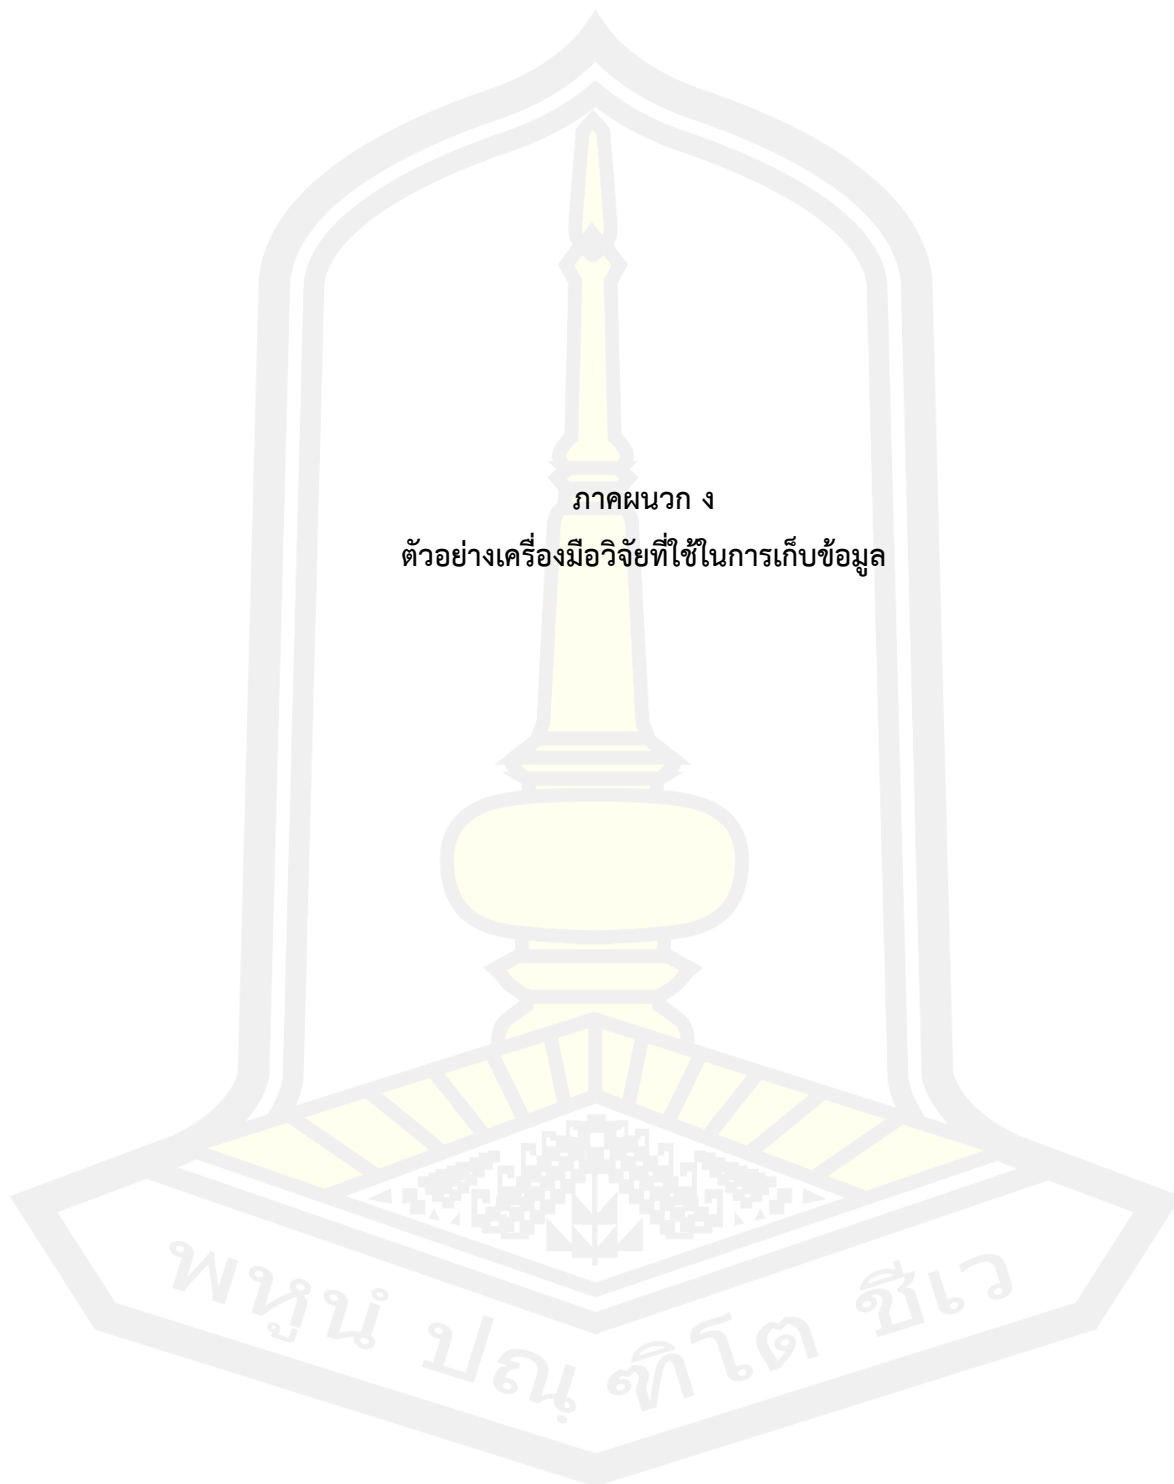 ภาคผนวก ง
ตัวอย่างเครื่องมือวิจัยที่ใช้ในการเก็บข้อมูล
พหูนํ ปณฺฑิโต ชีเว